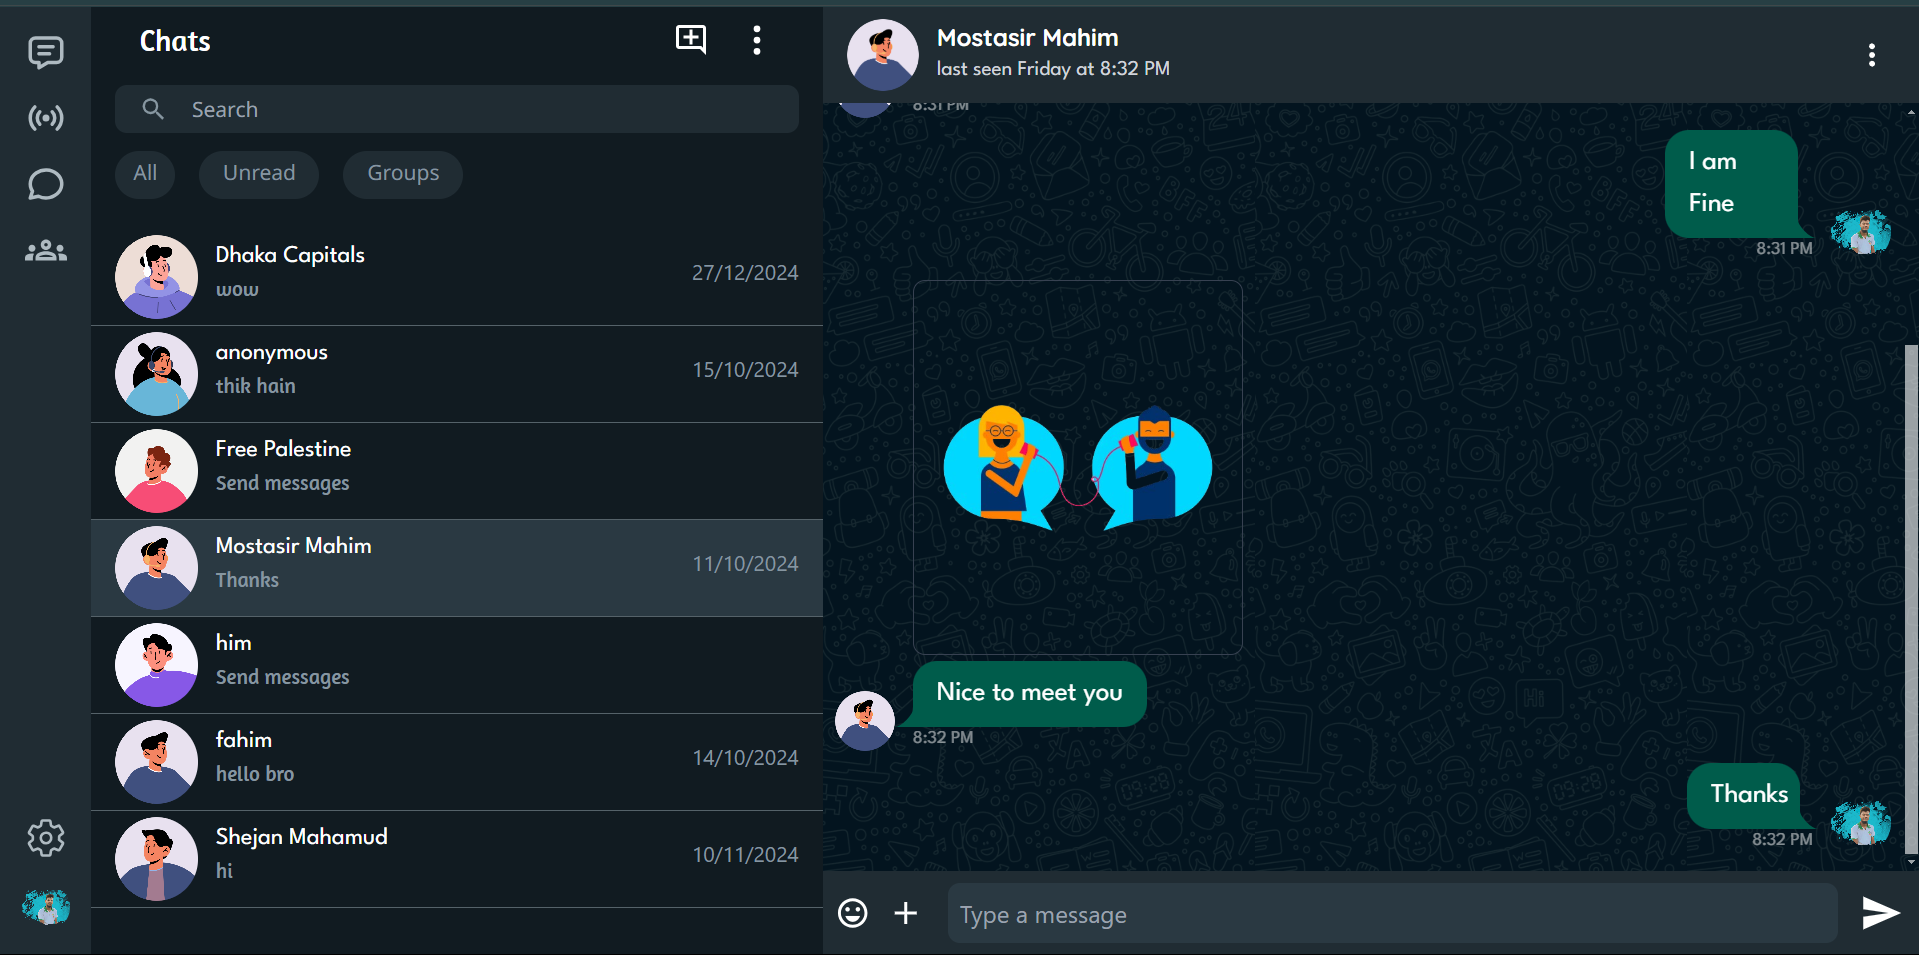 Chats
Search
All
Unread
Groups
Dhaka Capitals
wow
27/12/2024
anonymous
thik hain
15/10/2024
Free Palestine
Send messages
Mostasir Mahim
Thanks
11/10/2024
him
Send messages
fahim
hello bro
14/10/2024
Shejan Mahamud
hi
10/11/2024
Mostasir Mahim
last seen Friday at 8:32 PM
8:31 PM
I am
Fine
8:31 PM
Nice to meet you
8:32 PM
Thanks
8:32 PM
Type a message